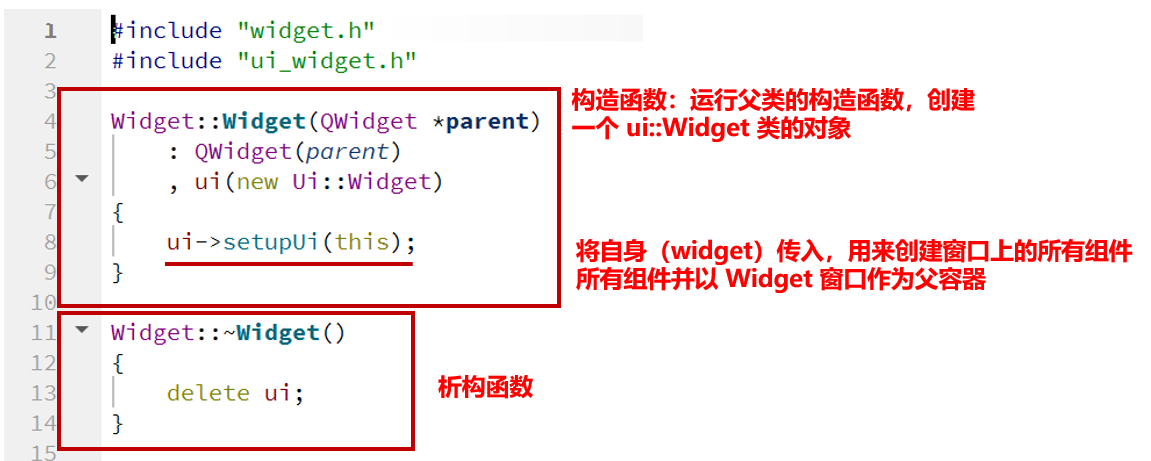 1 #include "widget.h"
2 #include "ui_widget.h"
3
构造函数：运行父类的构造函数，创建
一个 ui::Widget 类的对象
4 Widget::Widget(QWidget *parent)
5 : QWidget(parent)
6 , ui(new Ui::Widget)
7 {
8 ui->setupUi(this);
将自身（widget）传入，用来创建窗口上的所有组件
所有组件并以 Widget 窗口作为父容器
9 }
10
11 Widget::~Widget()
12 {
13 delete ui;
析构函数
14 }
15